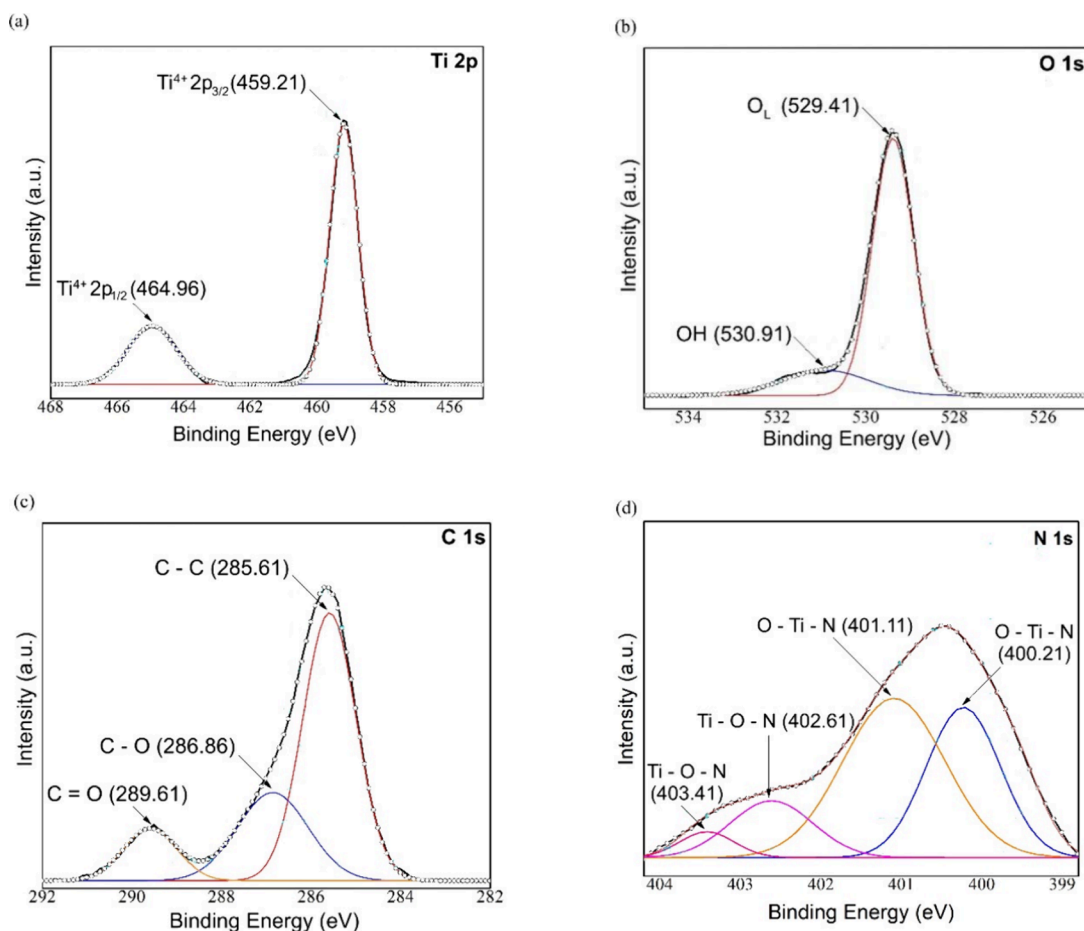 (a)
Ti 2p
Ti⁴⁺ 2p₃/₂ (459.21)
Ti⁴⁺ 2p₁/₂ (464.96)
Intensity (a.u.)
468 466 464 462 460 458 456
Binding Energy (eV)
(b)
O 1s
O_L (529.41)
OH (530.91)
Intensity (a.u.)
534 532 530 528 526
Binding Energy (eV)
(c)
C 1s
C - C (285.61)
C - O (286.86)
C = O (289.61)
Intensity (a.u.)
292 290 288 286 284 282
Binding Energy (eV)
(d)
N 1s
O - Ti - N (401.11)
O - Ti - N
(400.21)
Ti - O - N (402.61)
Ti - O - N
(403.41)
Intensity (a.u.)
404 403 402 401 400 399
Binding Energy (eV)